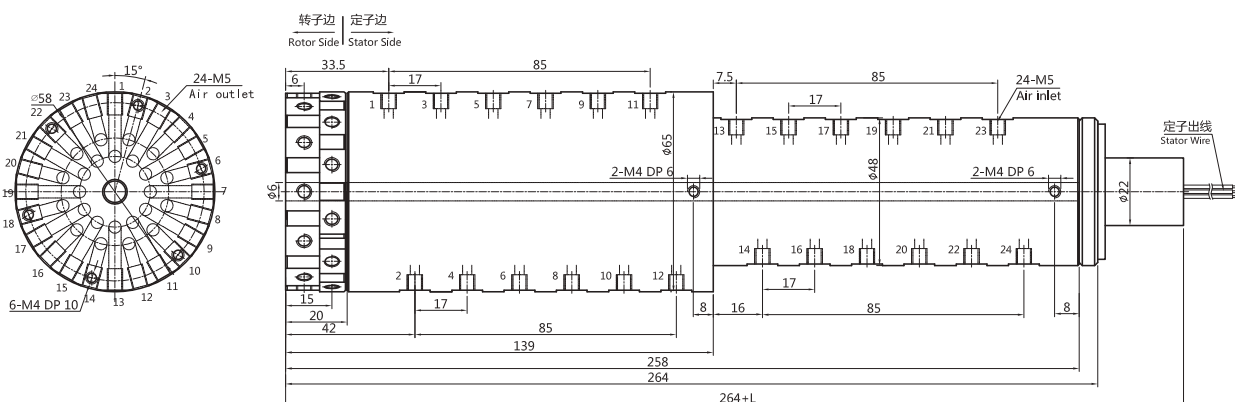 转子边 定子边
Rotor Side Stator Side
15°
24-M5
Air outlet
∅58
1
2
3
4
5
6
7
8
9
10
11
12
13
14
15
16
17
18
19
20
21
22
23
24
6-M4 DP 10
33.5
85
6
17
7.5
85
24-M5
Air inlet
17
1 3 5 7 9 11
13 15 17 19 21 23
ϕ65
ϕ48
ϕ6
ϕ22
2-M4 DP 6
2-M4 DP 6
定子出线
Stator Wire
2 4 6 8 10 12
14 16 18 20 22 24
15
17
8
16
17
8
20
42
85
85
139
258
264
264+L